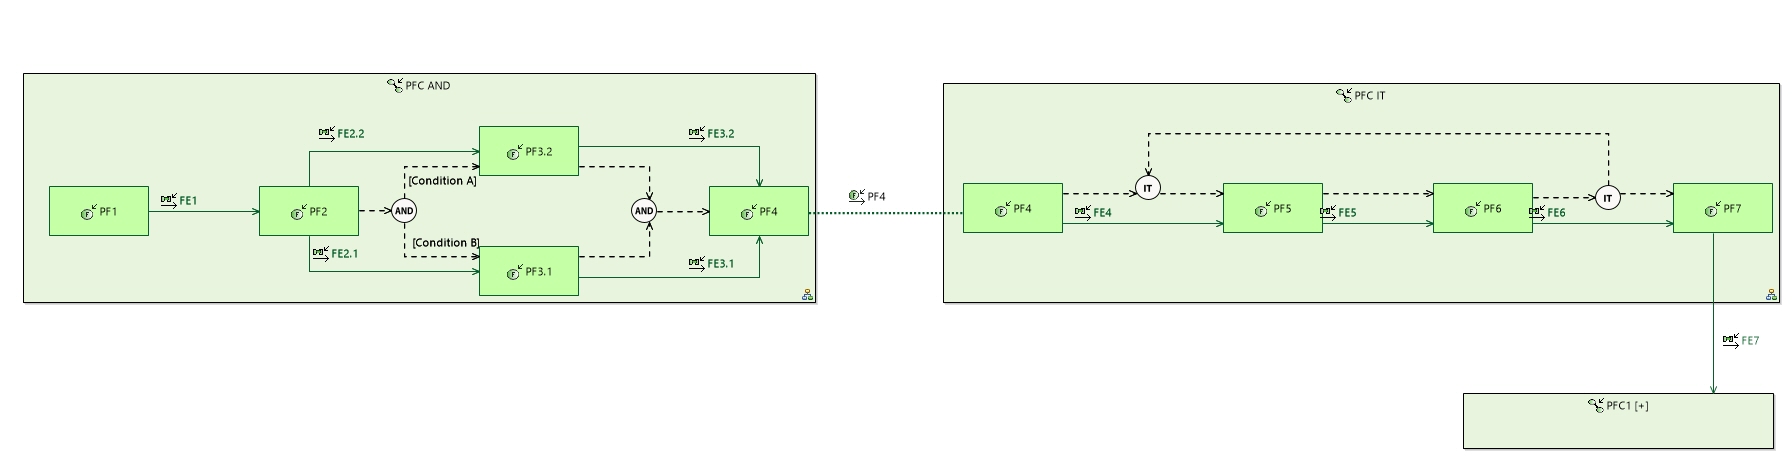 PFC AND
FE2.2
PF3.2
FE3.2
[Condition A]
PF1
FE1
PF2
AND
AND
PF4
[Condition B]
FE2.1
PF3.1
FE3.1
PF4
PFC IT
PF4
FE4
IT
PF5
FE5
PF6
FE6
IT
PF7
FE7
PFC1 [+]